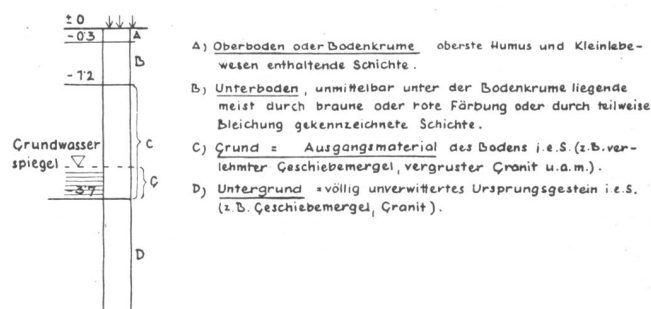 ± 0
- 0·3
A
B
- 1·2
C
Grundwasser
spiegel
G
- 3·7
D
A) Oberboden oder Bodenkrume oberste Humus und Kleinlebe-
wesen enthaltende Schichte.
B) Unterboden, unmittelbar unter der Bodenkrume liegende
meist durch braune oder rote Färbung oder durch teilweise
Bleichung gekennzeichnete Schichte.
C) Grund = Ausgangsmaterial des Bodens i.e.S. (z.B. ver-
lehmter Geschiebemergel, vergruster Granit u.a.m.).
D) Untergrund = völlig unverwittertes Ursprungsgestein i.e.S.
(z.B. Geschiebemergel, Granit).